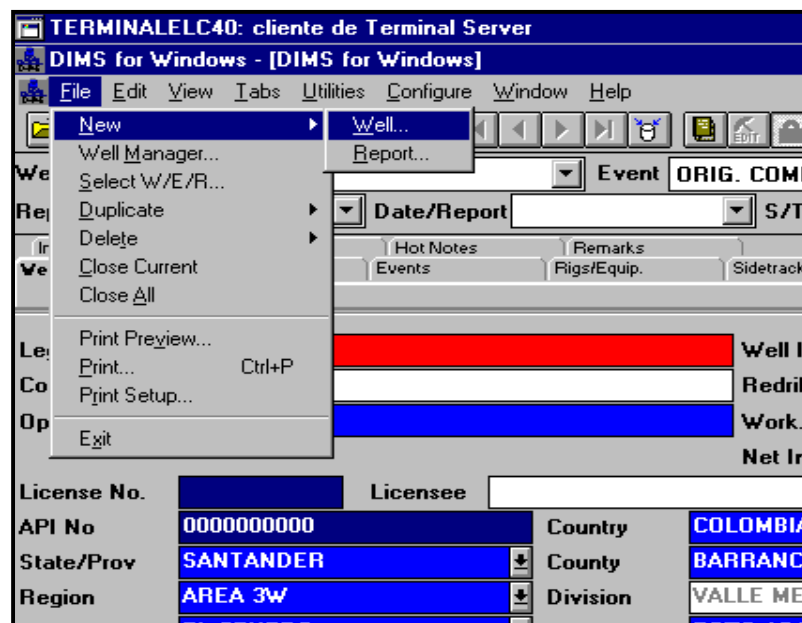 TERMINALELC40: cliente de Terminal Server
DIMS for Windows - [DIMS for Windows]
File Edit View Tabs Utilities Configure Window Help
New Well...
EDIT
Well Manager... Report...
Select W/E/R... Event ORIG. COM
Duplicate Date/Report S/T
Delete Hot Notes Remarks
Close Current Events Rigs/Equip. Sidetrack
Close All
Print Preview...
Print... Ctrl+P Well
Print Setup... Redril
Work.
Exit
Net
License No. Licensee
API No 0000000000 Country COLOMBIA
State/Prov SANTANDER County BARRANC
Region AREA 3W Division VALLE ME